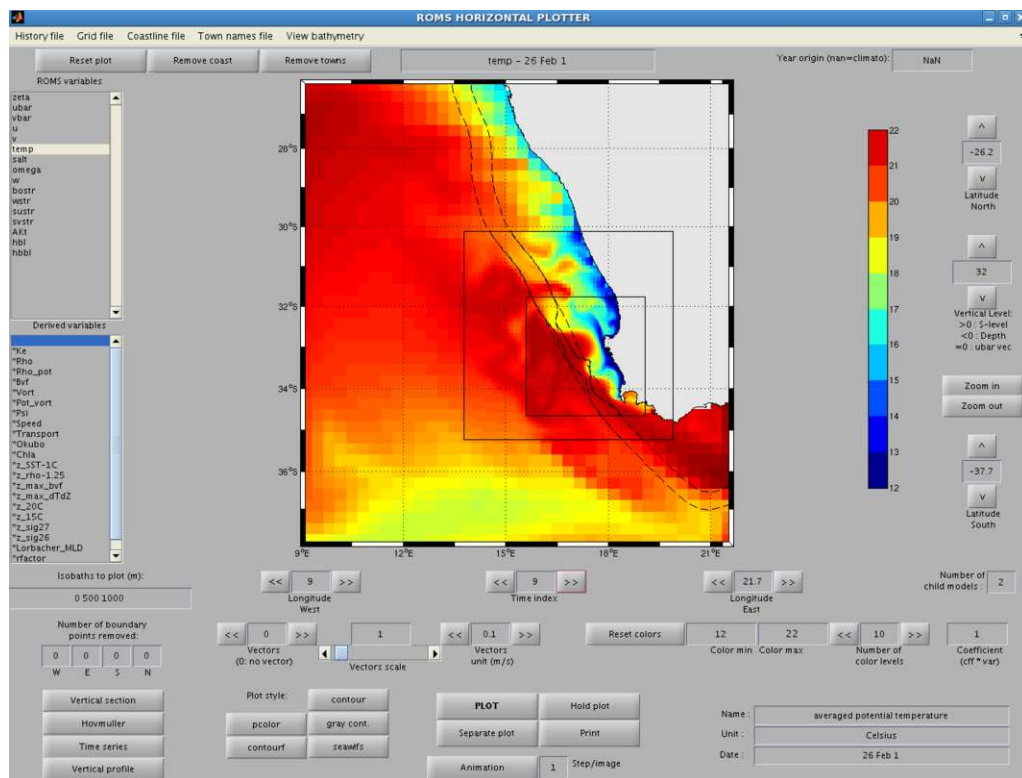 ROMS HORIZONTAL PLOTTER
History file Grid file Coastline file Town names file View bathymetry
Reset plot Remove coast Remove towns temp - 26 Feb 1 Year origin (nan=climato): NaN
ROMS variables
zeta
ubar
vbar
u
v
temp
salt
omega
w
bostr
wstr
sustr
svstr
AKt
hbl
hbbl
Derived variables
*Ke
*Rho
*Rho_pot
*Bvf
*Vort
*Pot_vort
*Psi
*Speed
*Transport
*Okubo
*Chla
*z_SST-1C
*z_rho-1.25
*z_max_bvf
*z_max_dTdZ
*z_20C
*z_15C
*z_sig27
*z_sig26
*Lorbacher_MLD
*rfactor
28°S
30°S
32°S
34°S
36°S
9°E 12°E 15°E 18°E 21°E
22
21
20
19
18
17
16
15
14
13
12
^
-26.2
v
Latitude
North
^
32
v
Vertical Level:
>0 : S-level
<0 : Depth
=0 : ubar vec
Zoom in
Zoom out
^
-37.7
v
Latitude
South
Isobaths to plot (m):
0 500 1000
<< 9 >>
Longitude
West
<< 9 >>
Time index
<< 21.7 >>
Longitude
East
Number of
child models : 2
Number of boundary
points removed:
0 0 0 0
W E S N
<< 0 >>
Vectors
(0: no vector)
1
Vectors scale
<< 0.1 >>
Vectors
unit (m/s)
Reset colors 12 22 << 10 >> 1
Color min Color max Number of
color levels
Coefficient
(cff * var)
Vertical section
Hovmuller
Time series
Vertical profile
Plot style: contour
pcolor gray cont.
contourf seawifs
PLOT Hold plot
Separate plot Print
Animation 1 Step/image
Name : averaged potential temperature
Unit : Celsius
Date : 26 Feb 1